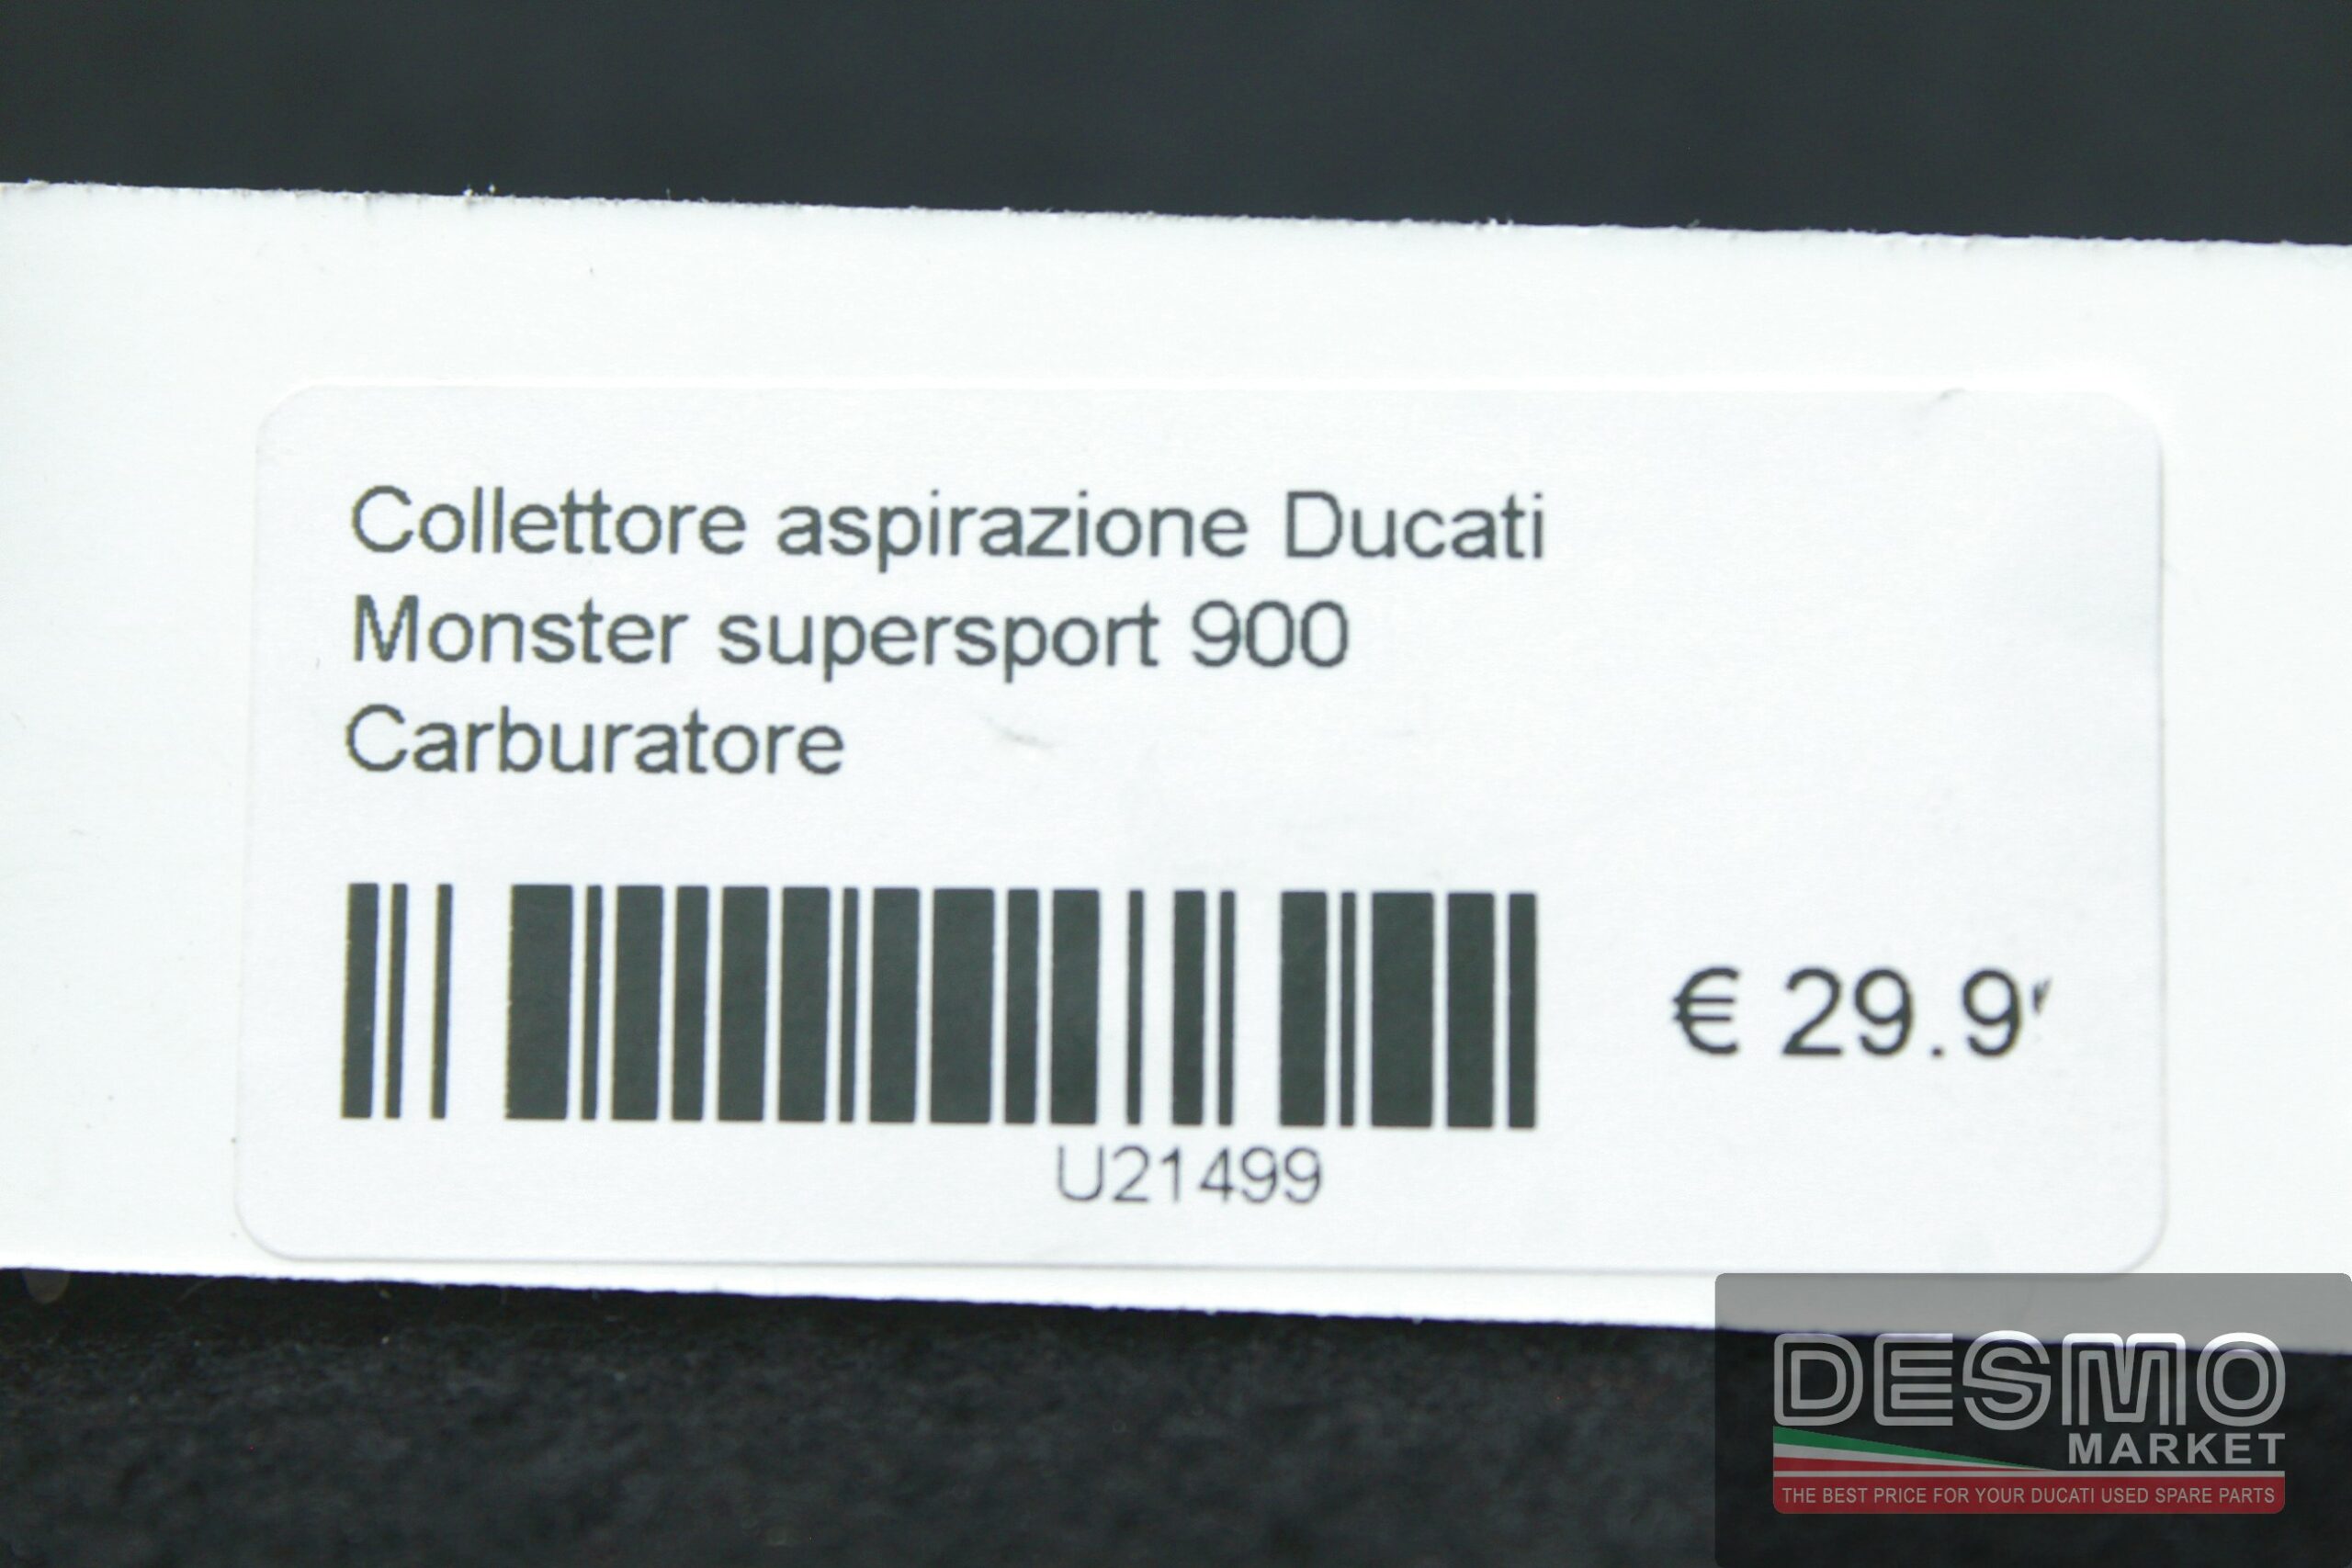 Collettore aspirazione Ducati
Monster supersport 900
Carburatore
€ 29.9
U21499
DESMO
MARKET
THE BEST PRICE FOR YOUR DUCATI USED SPARE PARTS